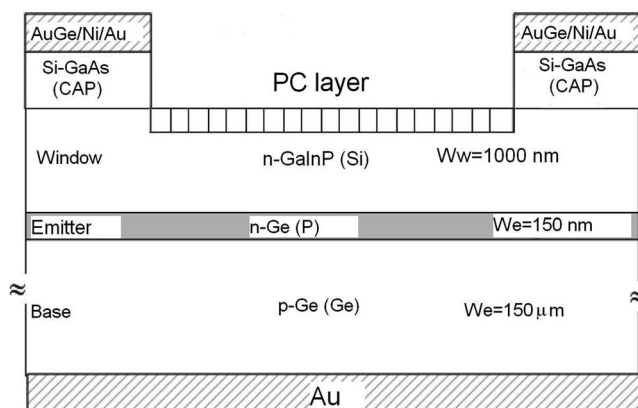 AuGe/Ni/Au
AuGe/Ni/Au
Si-GaAs
(CAP)
PC layer
Si-GaAs
(CAP)
Window
n-GaInP (Si)
Ww=1000 nm
Emitter
n-Ge (P)
We=150 nm
≈
≈
Base
p-Ge (Ge)
We=150μm
Au